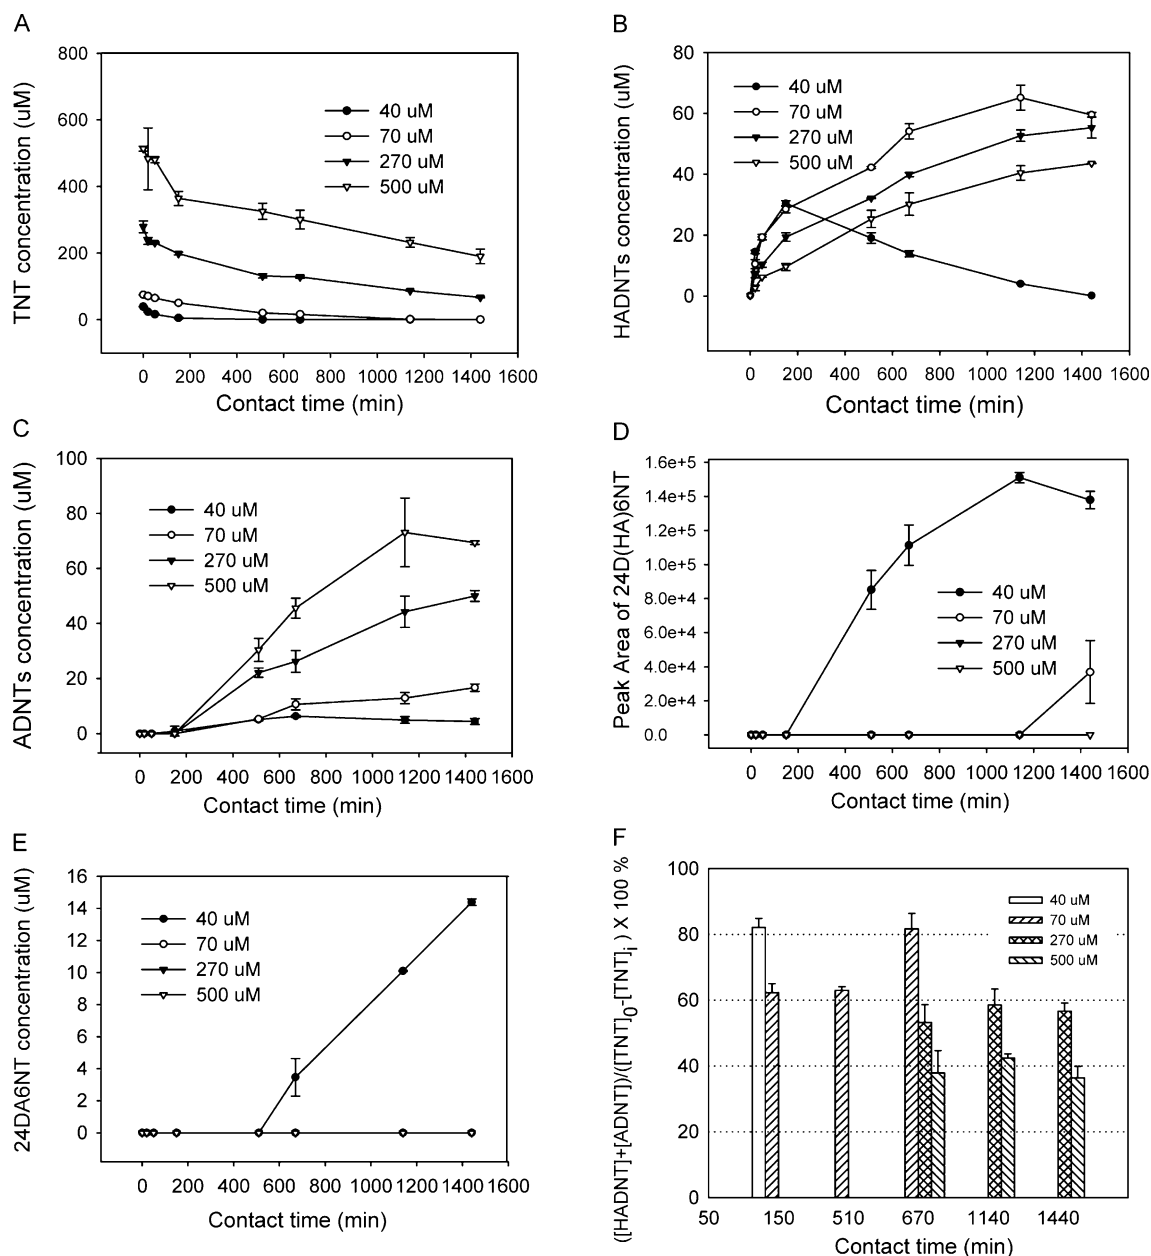 A
TNT concentration (uM)
800
600
400
200
0
40 uM
70 uM
270 uM
500 uM
0 200 400 600 800 1000 1200 1400 1600
Contact time (min)
B
HADNTs concentration (uM)
80
60
40
20
0
40 uM
70 uM
270 uM
500 uM
0 200 400 600 800 1000 1200 1400 1600
Contact time (min)
C
ADNTs concentration (uM)
100
80
60
40
20
0
40 uM
70 uM
270 uM
500 uM
0 200 400 600 800 1000 1200 1400 1600
Contact time (min)
D
Peak Area of 24D(HA)6NT
1.6e+5
1.4e+5
1.2e+5
1.0e+5
8.0e+4
6.0e+4
4.0e+4
2.0e+4
0.0
40 uM
70 uM
270 uM
500 uM
0 200 400 600 800 1000 1200 1400 1600
Contact time (min)
E
24DA6NT concentration (uM)
16
14
12
10
8
6
4
2
0
40 uM
70 uM
270 uM
500 uM
0 200 400 600 800 1000 1200 1400 1600
Contact time (min)
F
([HADNT]+[ADNT])/([TNT]0-[TNT]i) X 100 %
100
80
60
40
20
0
40 uM
70 uM
270 uM
500 uM
50 150 510 670 1140 1440
Contact time (min)